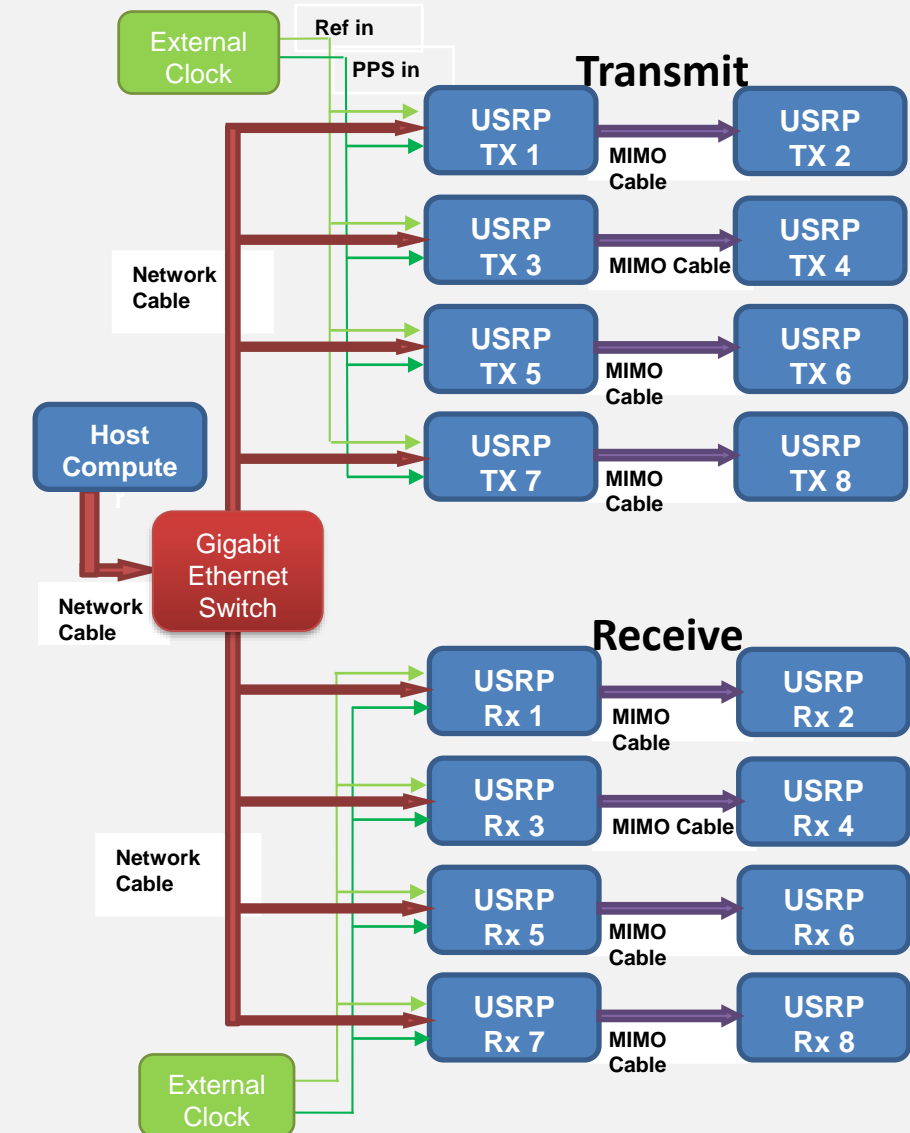 External
Clock
Ref in
PPS in
Transmit
USRP
TX 1
MIMO
Cable
USRP
TX 2
USRP
TX 3
MIMO Cable
USRP
TX 4
Network
Cable
USRP
TX 5
MIMO
Cable
USRP
TX 6
Host
Compute
r
USRP
TX 7
MIMO
Cable
USRP
TX 8
Gigabit
Ethernet
Switch
Network
Cable
Receive
USRP
Rx 1
MIMO
Cable
USRP
Rx 2
USRP
Rx 3
MIMO Cable
USRP
Rx 4
Network
Cable
USRP
Rx 5
MIMO
Cable
USRP
Rx 6
USRP
Rx 7
MIMO
Cable
USRP
Rx 8
External
Clock